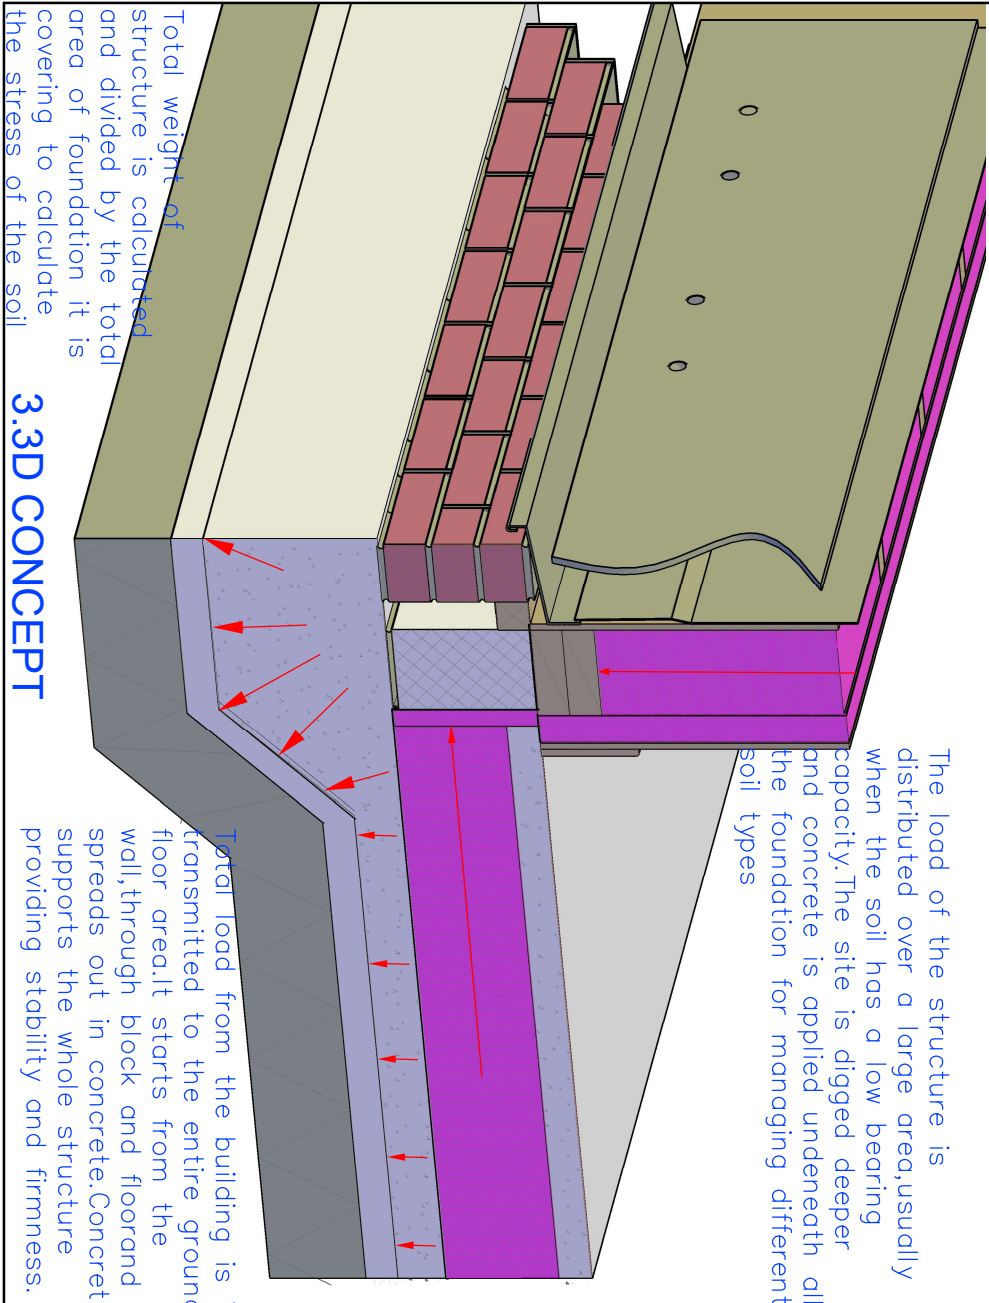 The load of the structure is
distributed over a large area,usually
when the soil has a low bearing
capacity.The site is digged deeper
and concrete is applied undeneath all
the foundation for managing different
soil types
Total weight of
structure is calculated
and divided by the total
area of foundation it is
covering to calculate
the stress of the soil
Total load from the building is
transmitted to the entire ground
floor area.It starts from the
wall,through block and floorand
spreads out in concrete.Concret
supports the whole structure
providing stability and firmness.
3.3D CONCEPT